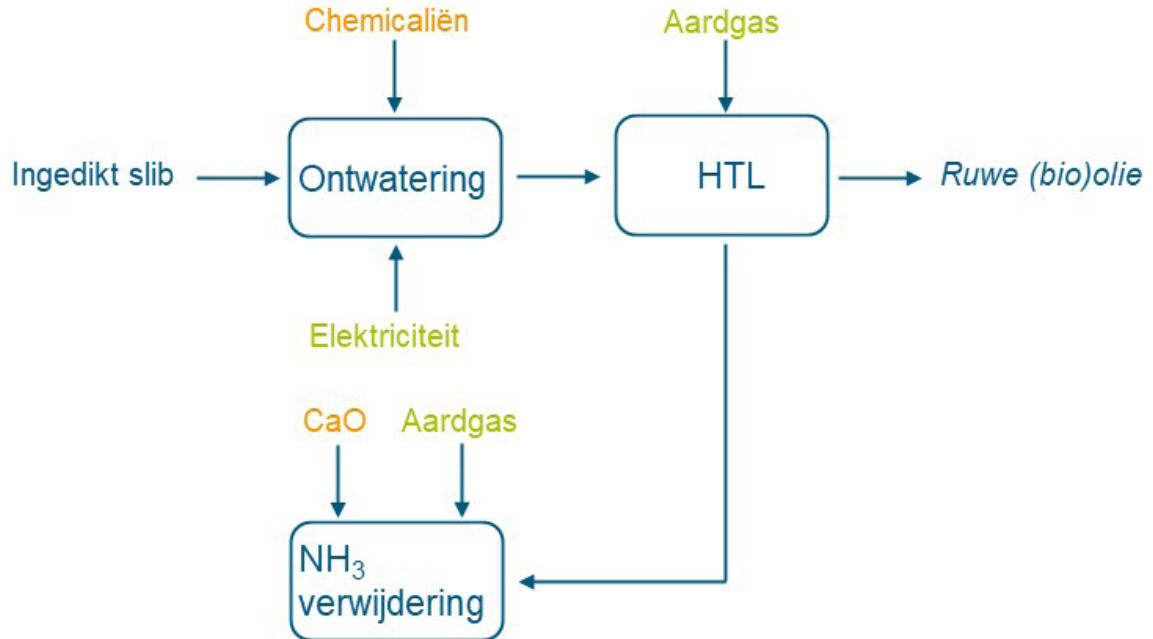 Chemicaliën
Aardgas
Ingedikt slib
Ontwatering
HTL
Ruwe (bio)olie
Elektriciteit
CaO
Aardgas
NH₃
verwijdering